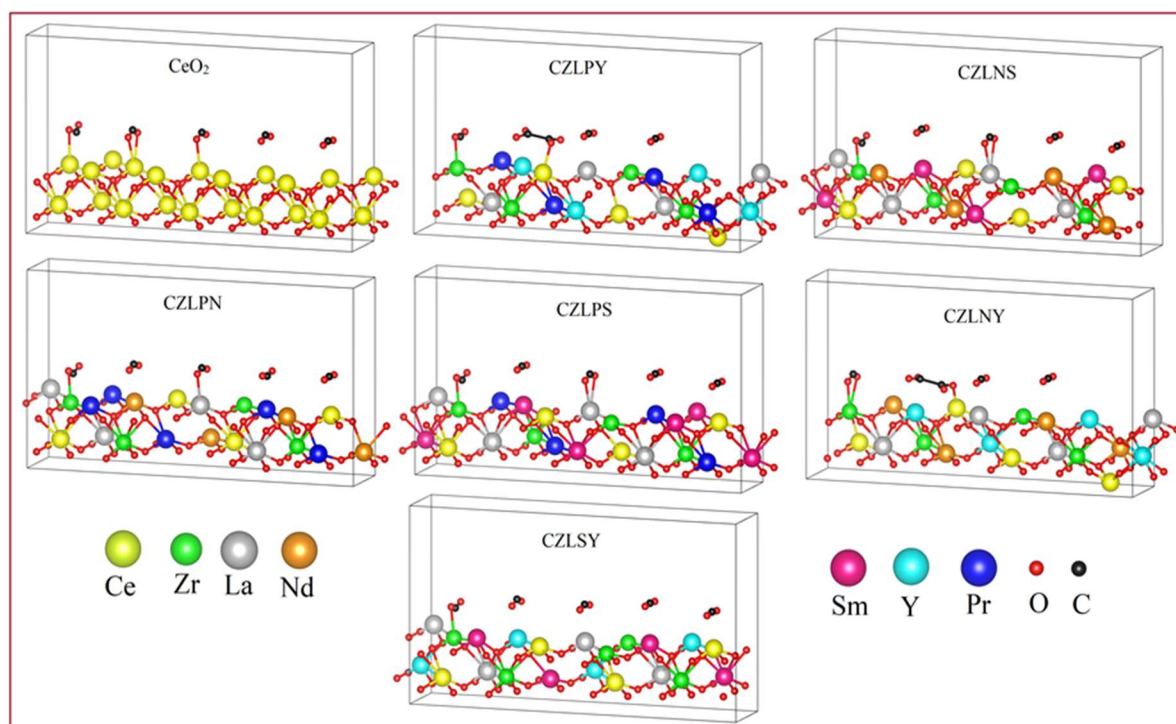 CeO₂
CZLPY
CZLNS
CZLPN
CZLPS
CZLNY
CZLSY
Ce Zr La Nd
Sm Y Pr O C